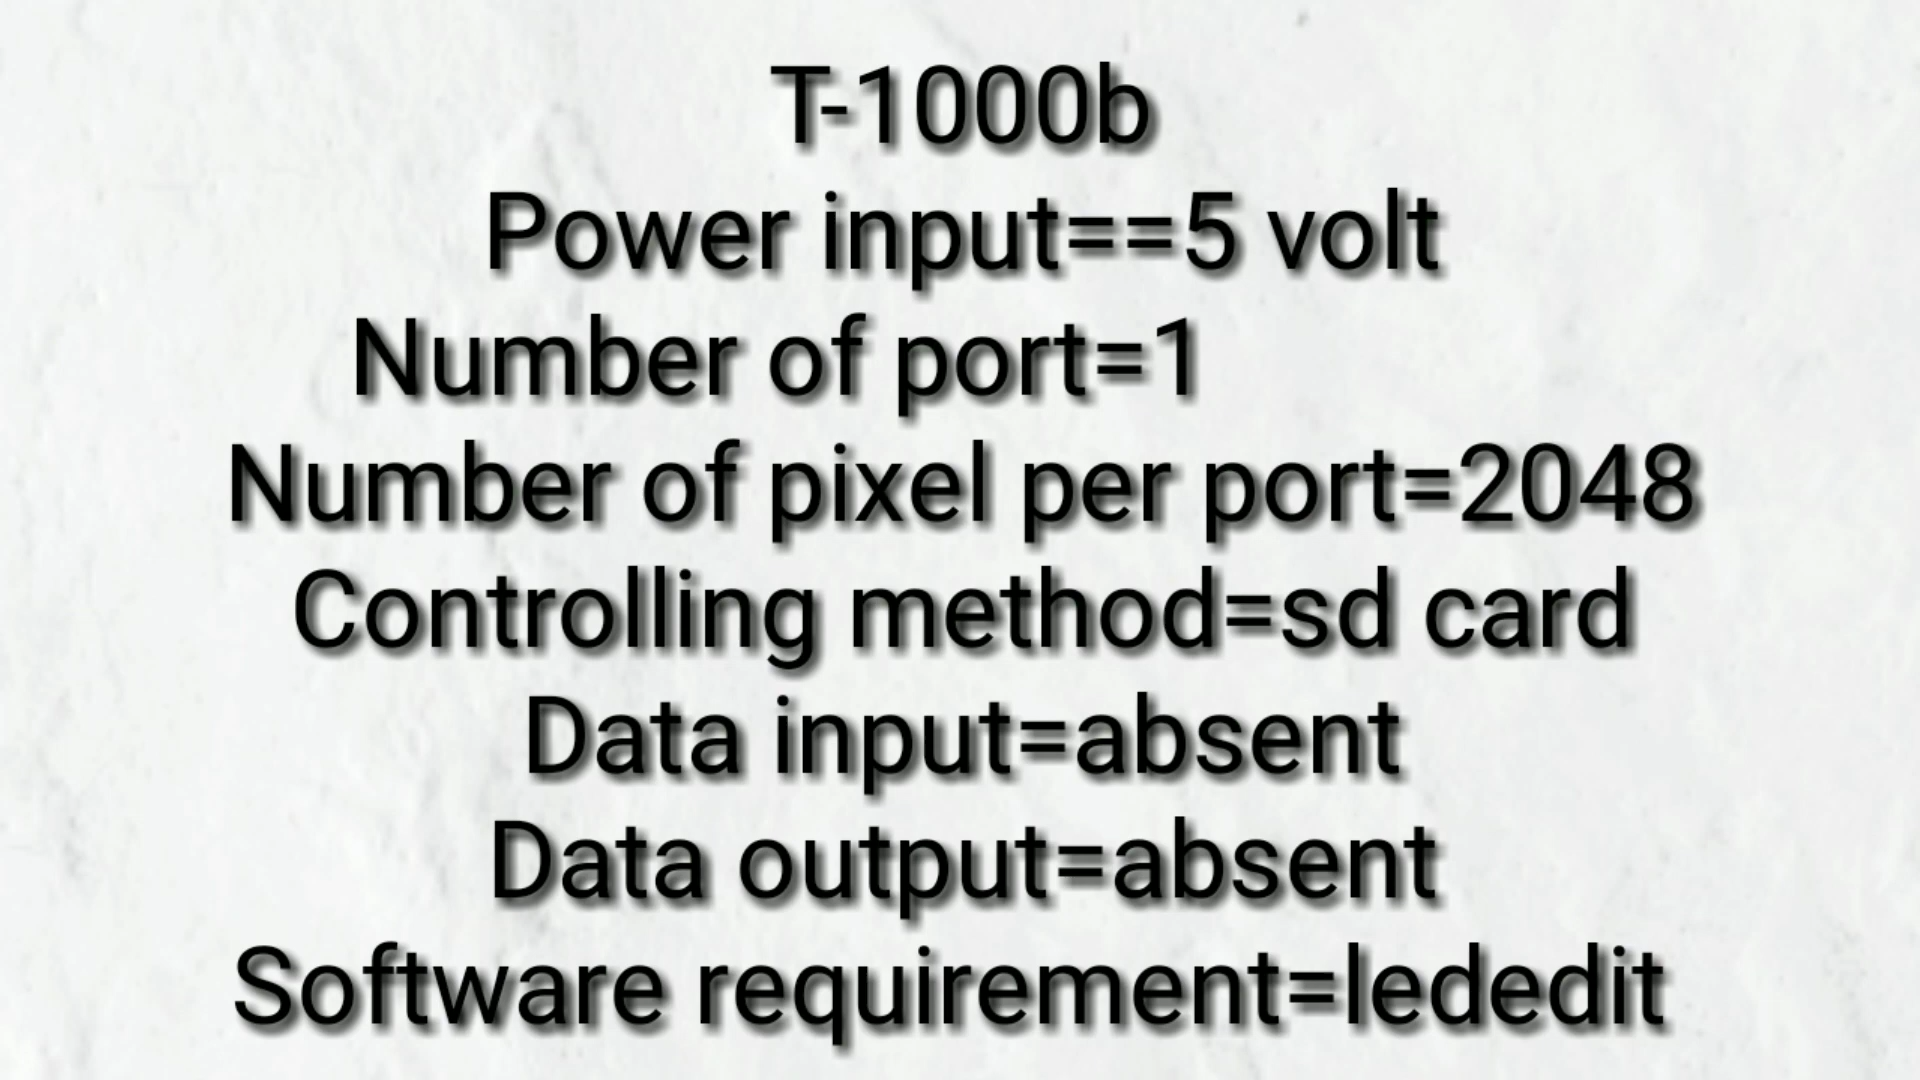 T-1000b
Power input==5 volt
Number of port=1
Number of pixel per port=2048
Controlling method=sd card
Data input=absent
Data output=absent
Software requirement=lededit